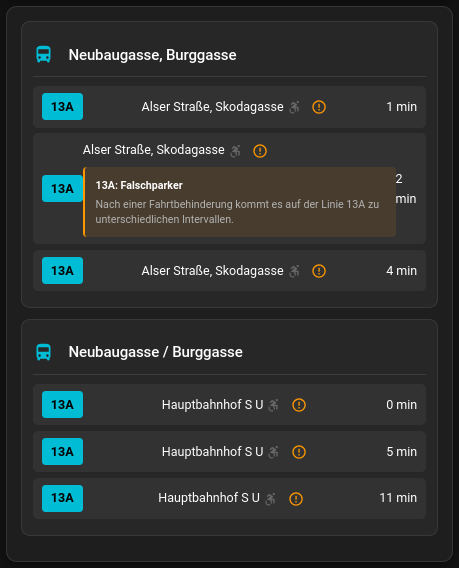 Neubaugasse, Burggasse
13A Alser Straße, Skodagasse 1 min
Alser Straße, Skodagasse
13A 2 min
13A: Falschparker
Nach einer Fahrtbehinderung kommt es auf der Linie 13A zu
unterschiedlichen Intervallen.
13A Alser Straße, Skodagasse 4 min
Neubaugasse / Burggasse
13A Hauptbahnhof S U 0 min
13A Hauptbahnhof S U 5 min
13A Hauptbahnhof S U 11 min